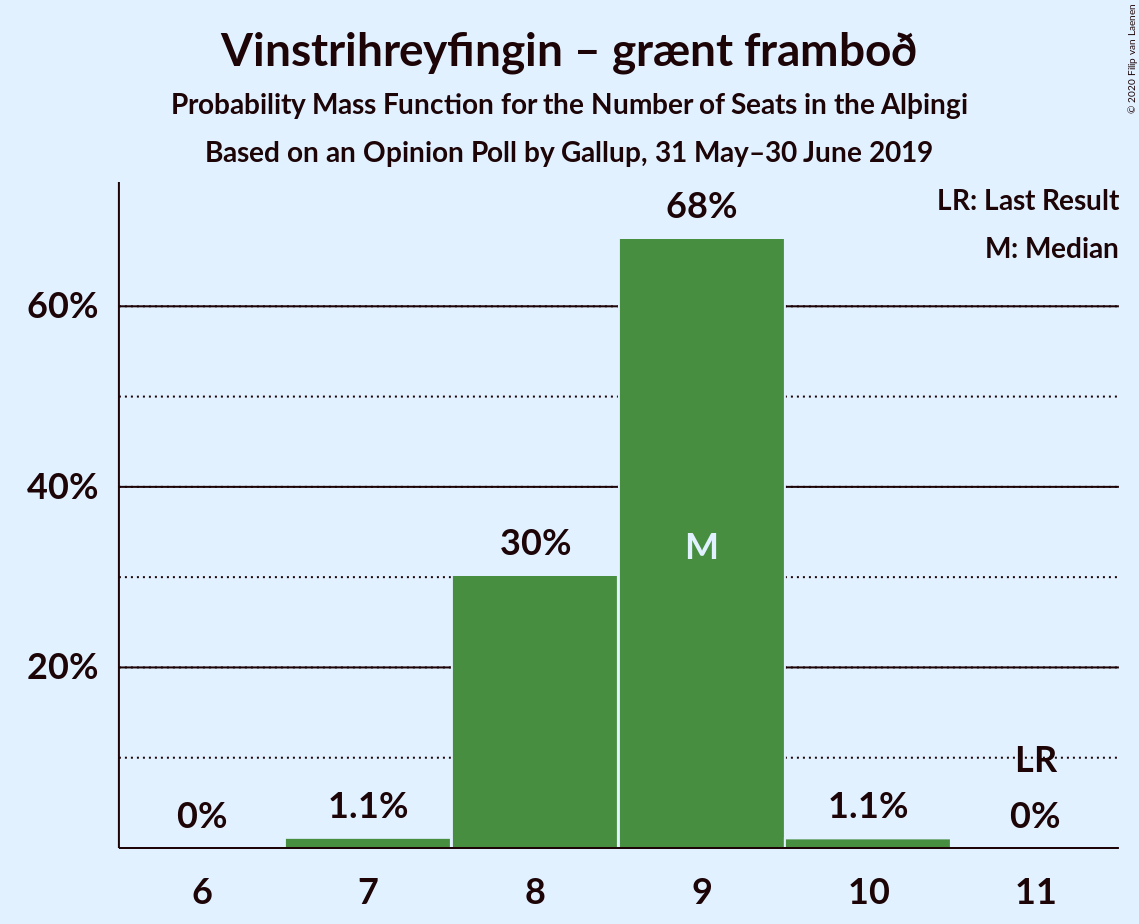 Vinstrihreyfingin – grænt framboð
Probability Mass Function for the Number of Seats in the Alþingi
Based on an Opinion Poll by Gallup, 31 May–30 June 2019
© 2020 Filip van Laenen
LR: Last Result
M: Median
68%
60%
30%
M
40%
20%
LR
0%
1.1%
1.1%
0%
6
7
8
9
10
11